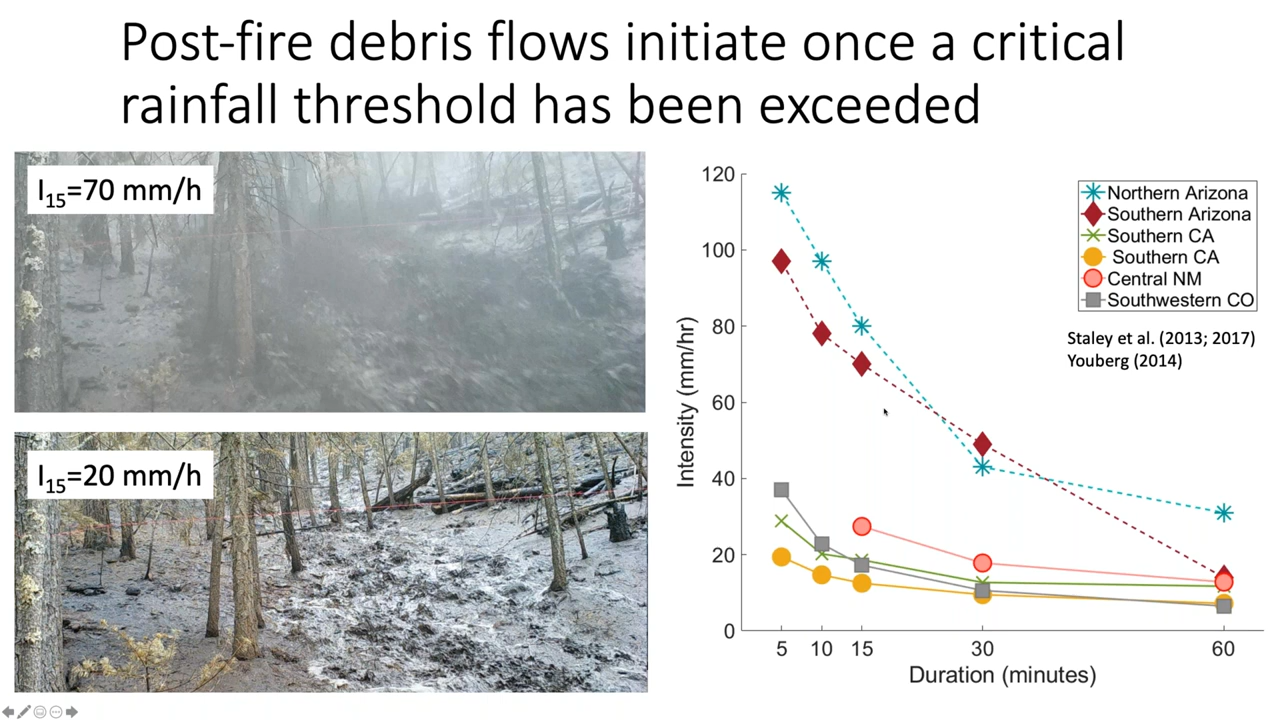 Post-fire debris flows initiate once a critical
rainfall threshold has been exceeded
I15=70 mm/h
I15=20 mm/h
120
100
80
60
40
20
0
Intensity (mm/hr)
5 10 15 30 60
Duration (minutes)
Northern Arizona
Southern Arizona
Southern CA
Southern CA
Central NM
Southwestern CO
Staley et al. (2013; 2017)
Youberg (2014)